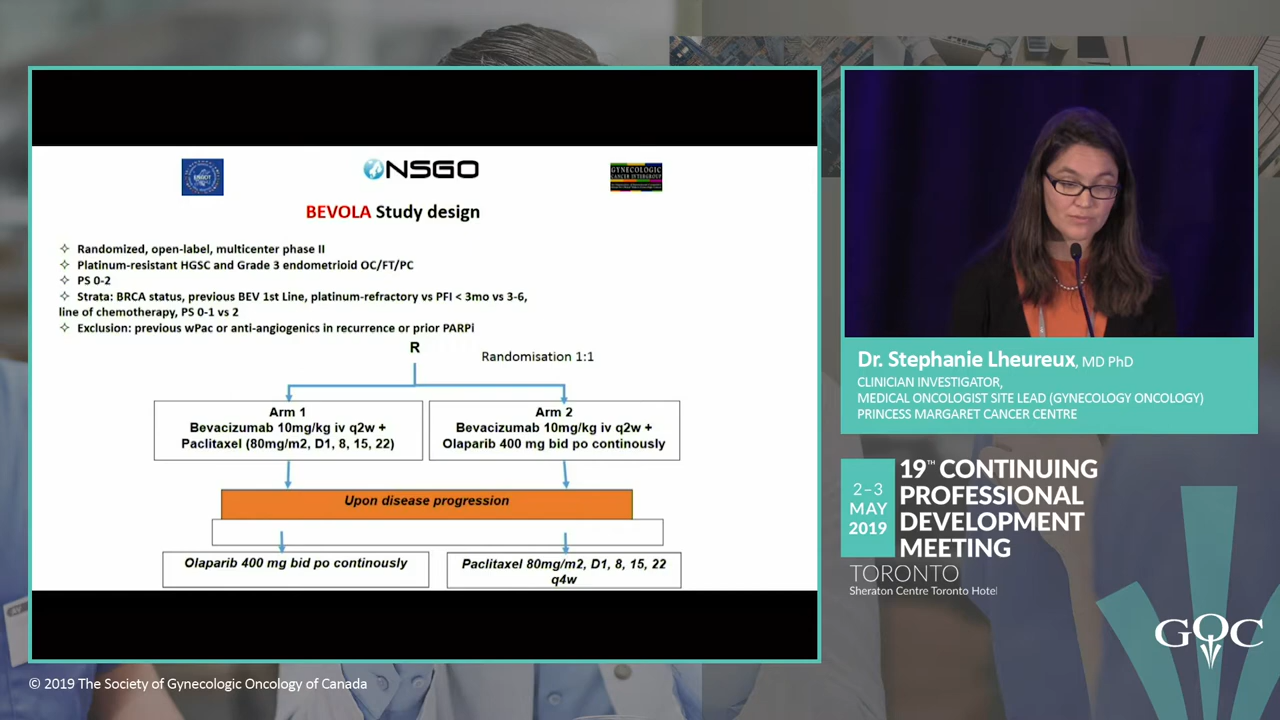 ENGOT
NSGO
GYNECOLOGIC
CANCER INTERGROUP
BEVOLA Study design
Randomized, open-label, multicenter phase II
Platinum-resistant HGSC and Grade 3 endometrioid OC/FT/PC
PS 0-2
Strata: BRCA status, previous BEV 1st Line, platinum-refractory vs PFI < 3mo vs 3-6,
line of chemotherapy, PS 0-1 vs 2
Exclusion: previous wPac or anti-angiogenics in recurrence or prior PARPi
R
Randomisation 1:1
Arm 1
Bevacizumab 10mg/kg iv q2w +
Paclitaxel (80mg/m2, D1, 8, 15, 22)
Arm 2
Bevacizumab 10mg/kg iv q2w +
Olaparib 400 mg bid po continously
Upon disease progression
Olaparib 400 mg bid po continously
Paclitaxel 80mg/m2, D1, 8, 15, 22
q4w
Dr. Stephanie Lheureux, MD PhD
CLINICIAN INVESTIGATOR,
MEDICAL ONCOLOGIST SITE LEAD (GYNECOLOGY ONCOLOGY)
PRINCESS MARGARET CANCER CENTRE
2–3
MAY
2019
19TH CONTINUING
PROFESSIONAL
DEVELOPMENT
MEETING
TORONTO
Sheraton Centre Toronto Hotel
GOC
© 2019 The Society of Gynecologic Oncology of Canada